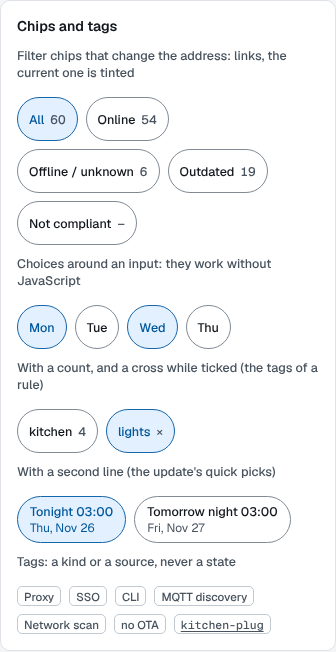 Chips and tags
Filter chips that change the address: links, the
current one is tinted
All 60 Online 54
Offline / unknown 6 Outdated 19
Not compliant –
Choices around an input: they work without
JavaScript
Mon Tue Wed Thu
With a count, and a cross while ticked (the tags of a
rule)
kitchen 4 lights ×
With a second line (the update's quick picks)
Tonight 03:00 Tomorrow night 03:00
Thu, Nov 26 Fri, Nov 27
Tags: a kind or a source, never a state
Proxy SSO CLI MQTT discovery
Network scan no OTA kitchen-plug